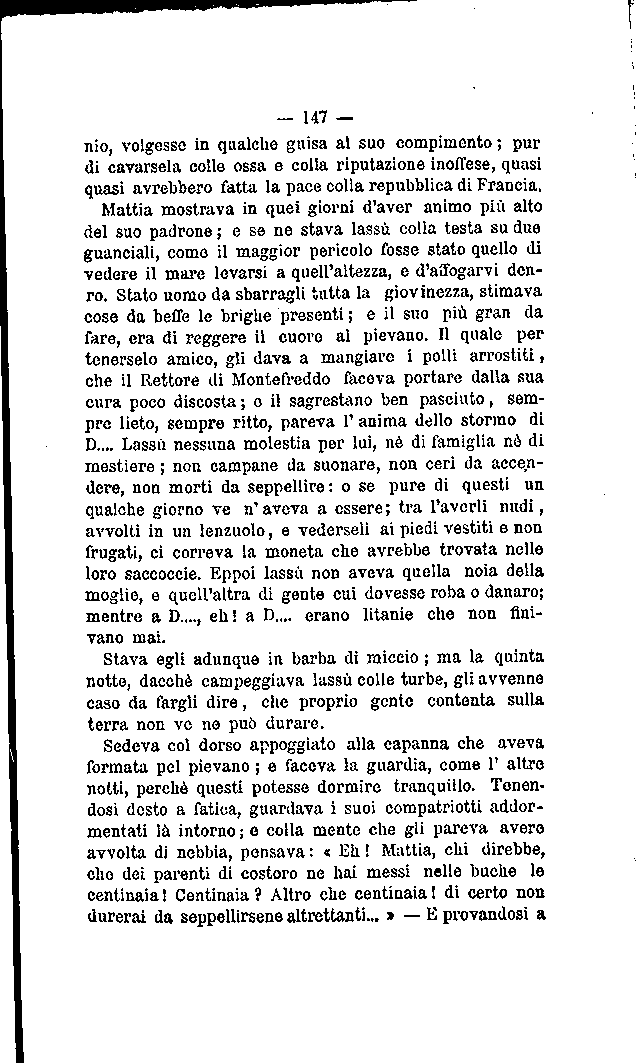 — 147 —
nio, volgesse in qualche guisa al suo compimento; pur
di cavarsela colle ossa e colla riputazione inoffese, quasi
quasi avrebbero fatta la pace colla repubblica di Francia.
Mattia mostrava in quei giorni d'aver animo più alto
del suo padrone; e se ne stava lassù colla testa su due
guanciali, come il maggior pericolo fosse stato quello di
vedere il mare levarsi a quell'altezza, e d'affogarvi den-
ro. Stato uomo da sbarragli tutta la giovinezza, stimava
cose da beffe le brighe presenti; e il suo più gran da
fare, era di reggere il cuore al pievano. Il quale per
tenerselo amico, gli dava a mangiare i polli arrostiti,
che il Rettore di Montefreddo faceva portare dalla sua
cura poco discosta; e il sagrestano ben pasciuto, sem-
pre lieto, sempre ritto, pareva l'anima dello stormo di
D.... Lassù nessuna molestia per lui, nè di famiglia nè di
mestiere; non campane da suonare, non ceri da accen-
dere, non morti da seppellire: o se pure di questi un
qualche giorno ve n'aveva a essere; tra l'averli nudi,
avvolti in un lenzuolo, e vederseli ai piedi vestiti e non
frugati, ci correva la moneta che avrebbe trovata nelle
loro saccoccie. Eppoi lassù non aveva quella noia della
moglie, e quell'altra di gente cui dovesse roba o danaro;
mentre a D...., eh! a D.... erano litanie che non fini-
vano mai.
Stava egli adunque in barba di miccio; ma la quinta
notte, dacchè campeggiava lassù colle turbe, gli avvenne
caso da fargli dire, che proprio gente contenta sulla
terra non ve ne può durare.
Sedeva col dorso appoggiato alla capanna che aveva
formata pel pievano; e faceva la guardia, come l'altre
notti, perchè questi potesse dormire tranquillo. Tenen-
dosi desto a fatica, guardava i suoi compatriotti addor-
mentati là intorno; e colla mente che gli pareva avere
avvolta di nebbia, pensava: « Eh! Mattia, chi direbbe,
che dei parenti di costoro ne hai messi nelle buche le
centinaia! Centinaia? Altro che centinaia! di certo non
durerai da seppellirsene altrettanti... » — E provandosi a